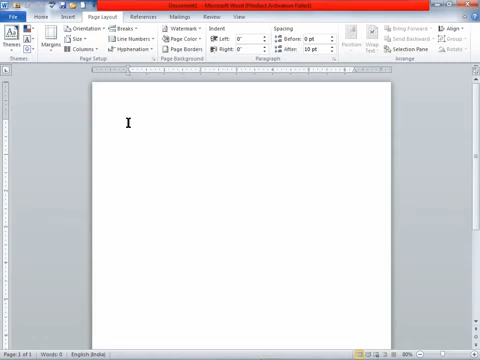 Document1 - Microsoft Word (Product Activation Failed)
File Home Insert Page Layout References Mailings Review View
Themes
Margins
Orientation
Size
Columns
Breaks
Line Numbers
Hyphenation
Page Setup
Watermark
Page Color
Page Borders
Page Background
Indent
Left: 0"
Right: 0"
Spacing
Before: 0 pt
After: 10 pt
Paragraph
Position
Wrap Text
Bring Forward
Send Backward
Selection Pane
Align
Group
Rotate
Arrange
Themes
Page: 1 of 1 Words: 0 English (India) 80%